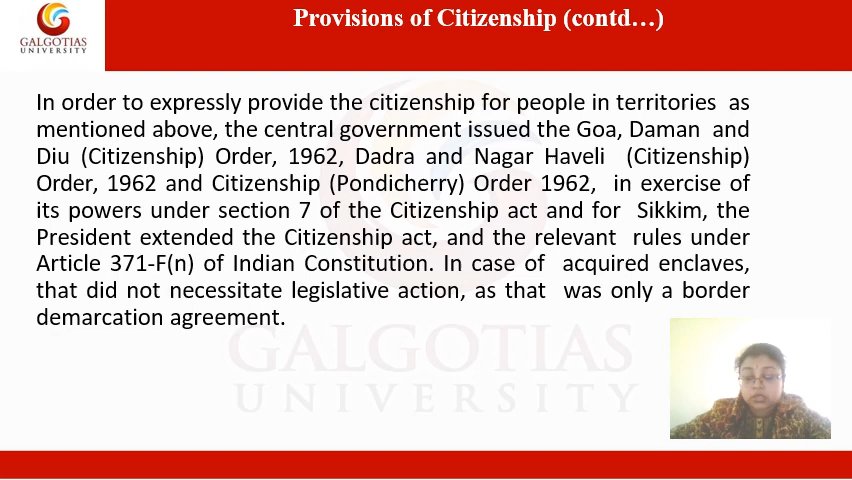 Provisions of Citizenship (contd…)
GALGOTIAS
UNIVERSITY
In order to expressly provide the citizenship for people in territories as
mentioned above, the central government issued the Goa, Daman and
Diu (Citizenship) Order, 1962, Dadra and Nagar Haveli (Citizenship)
Order, 1962 and Citizenship (Pondicherry) Order 1962, in exercise of
its powers under section 7 of the Citizenship act and for Sikkim, the
President extended the Citizenship act, and the relevant rules under
Article 371-F(n) of Indian Constitution. In case of acquired enclaves,
that did not necessitate legislative action, as that was only a border
demarcation agreement.
GALGOTIAS
UNIVERSITY